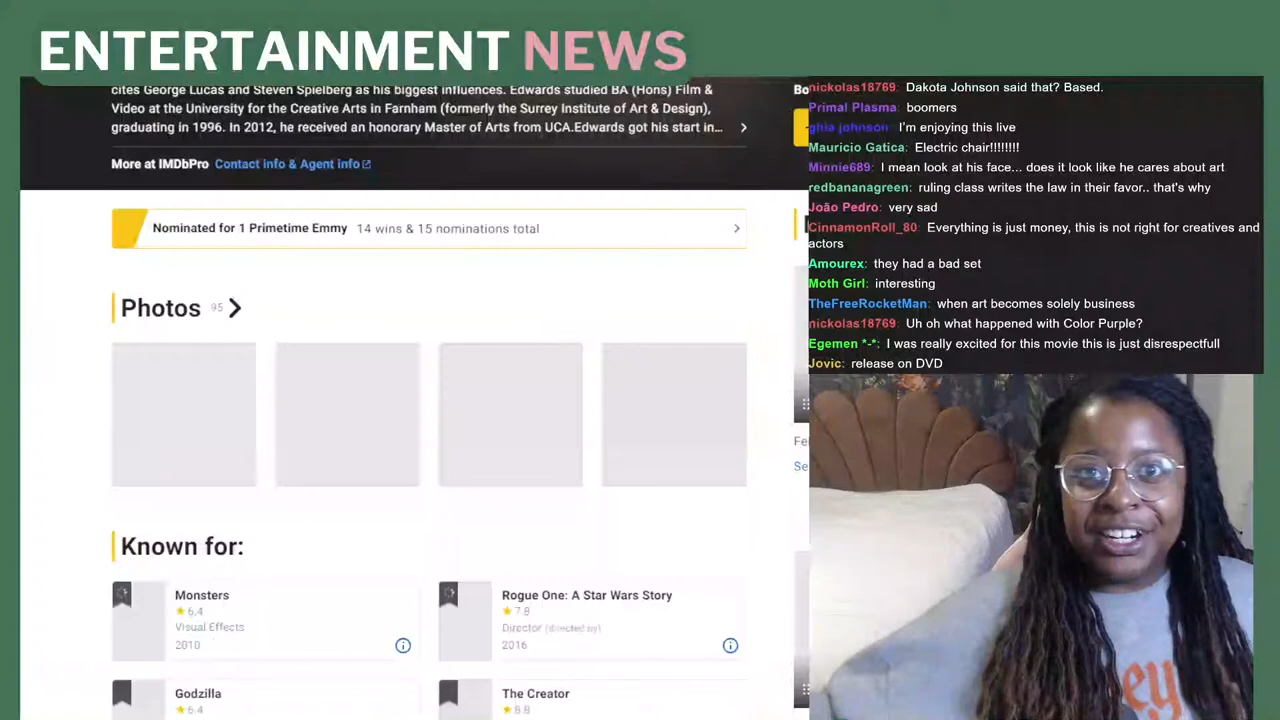 ENTERTAINMENT NEWS
cites George Lucas and Steven Spielberg as his biggest influences. Edwards studied BA (Hons) Film &
Video at the University for the Creative Arts in Farnham (formerly the Surrey Institute of Art & Design),
graduating in 1996. In 2012, he received an honorary Master of Arts from UCA.Edwards got his start in...
More at IMDbPro Contact info & Agent info
Nominated for 1 Primetime Emmy 14 wins & 15 nominations total
Photos 95
Known for:
Monsters
6.4
Visual Effects
2010
Rogue One: A Star Wars Story
7.8
Director (directed by)
2016
Godzilla
6.4
The Creator
Bo
Fe
Se
nickolas18769: Dakota Johnson said that? Based.
Primal Plasma: boomers
ghia johnson: I'm enjoying this live
Mauricio Gatica: Electric chair!!!!!!!!
Minnie689: I mean look at his face... does it look like he cares about art
redbananagreen: ruling class writes the law in their favor.. that's why
João Pedro: very sad
CinnamonRoll_80: Everything is just money, this is not right for creatives and
actors
Amourex: they had a bad set
Moth Girl: interesting
TheFreeRocketMan: when art becomes solely business
nickolas18769: Uh oh what happened with Color Purple?
Egemen *-*: I was really excited for this movie this is just disrespectfull
Jovic: release on DVD
ey